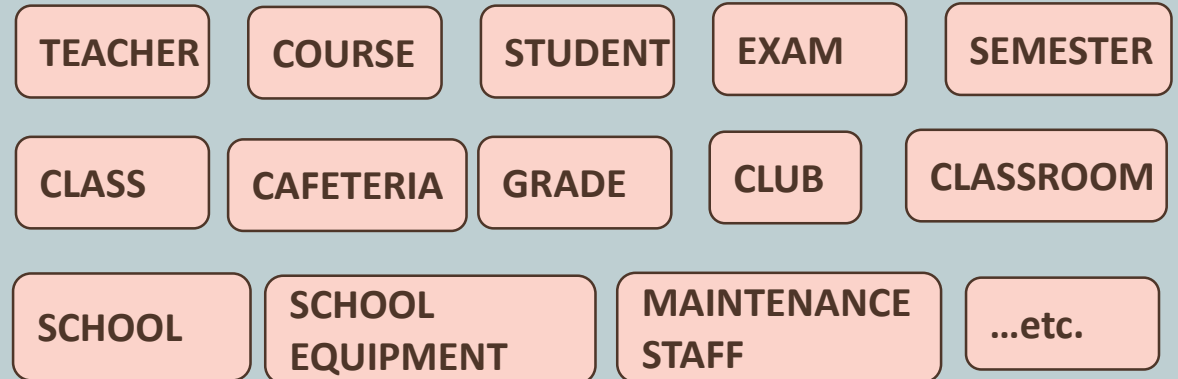 TEACHER
COURSE
STUDENT
EXAM
SEMESTER
CLASS
CAFETERIA
GRADE
CLUB
CLASSROOM
SCHOOL
SCHOOL
EQUIPMENT
MAINTENANCE
STAFF
...etc.